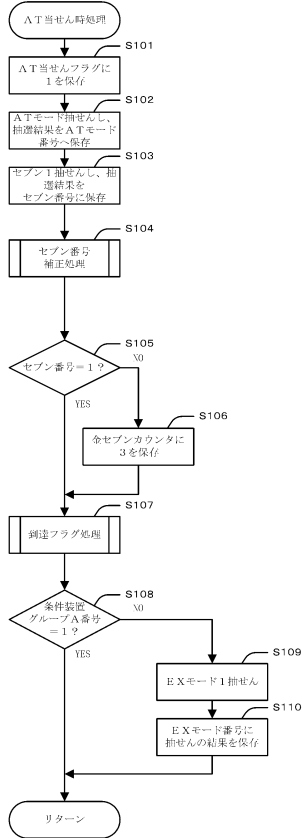 ＡＴ当せん時処理
S101
ＡＴ当せんフラグに
１を保存
S102
ＡＴモード抽せんし、
抽選結果をＡＴモード
番号へ保存
S103
セブン１抽せんし、抽
選結果を
セブン番号に保存
S104
セブン番号
補正処理
S105
セブン番号＝１？
NO
YES
S106
金セブンカウンタに
３を保存
S107
到達フラグ処理
S108
条件装置
グループＡ番号
＝１？
NO
YES
S109
ＥＸモード１抽せん
S110
ＥＸモード番号に
抽せんの結果を保存
リターン